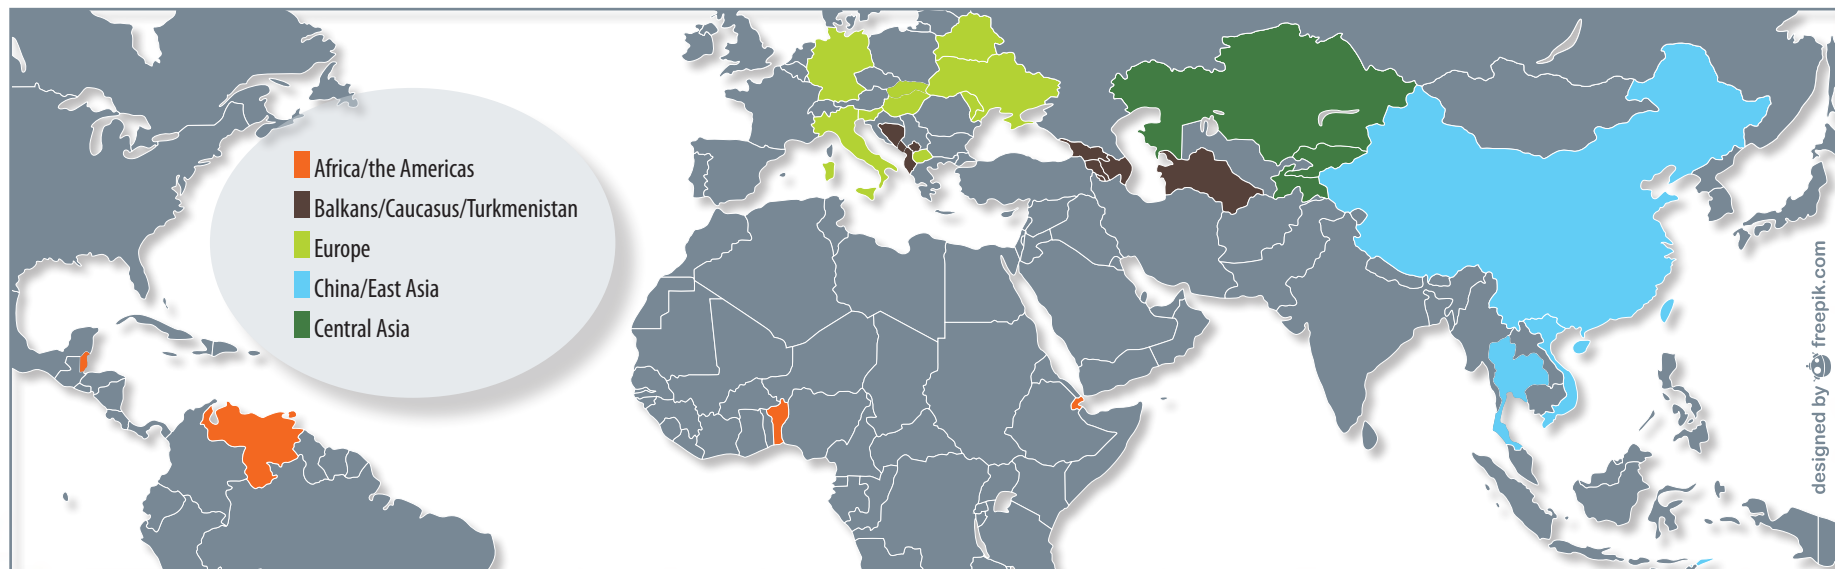 Africa/the Americas
Balkans/Caucasus/Turkmenistan
Europe
China/East Asia
Central Asia
designed by freepik.com